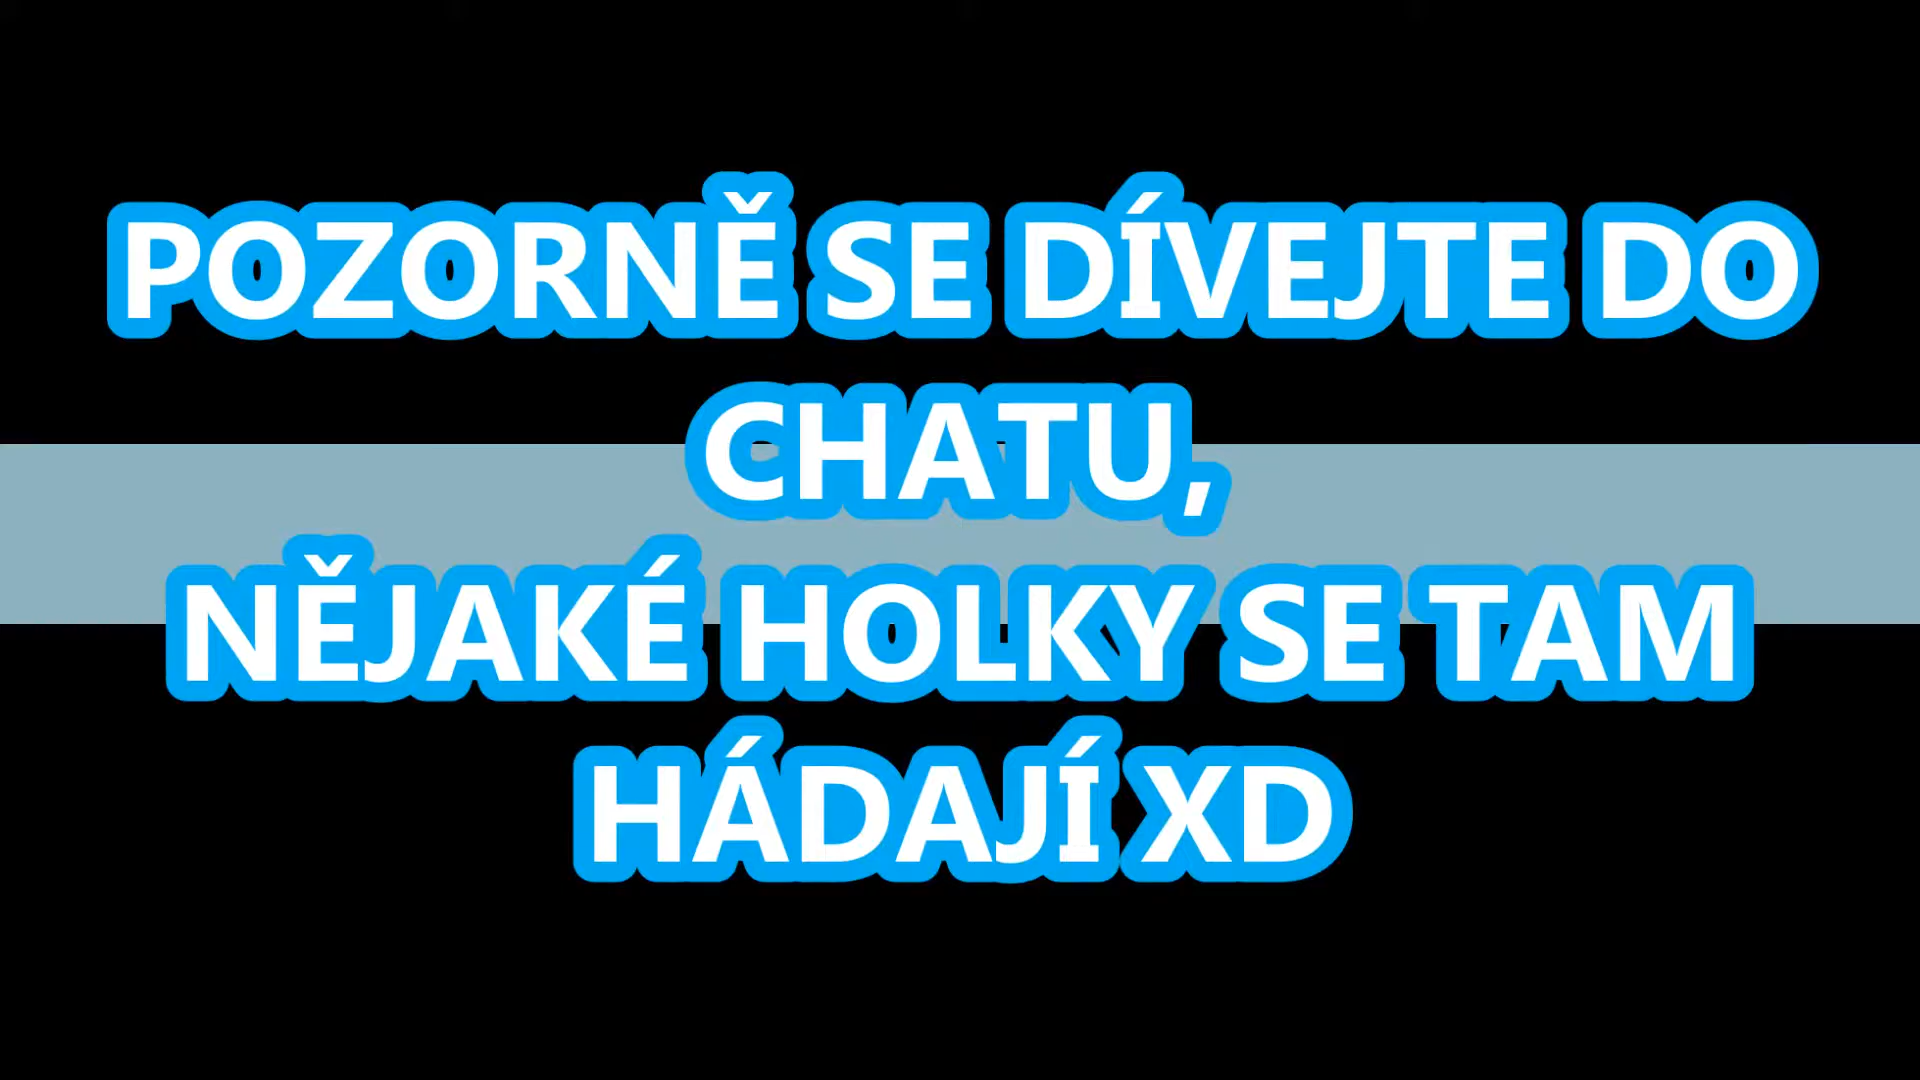 POZORNĚ SE DÍVEJTE DO
CHATU,
NĚJAKÉ HOLKY SE TAM
HÁDAJÍ XD